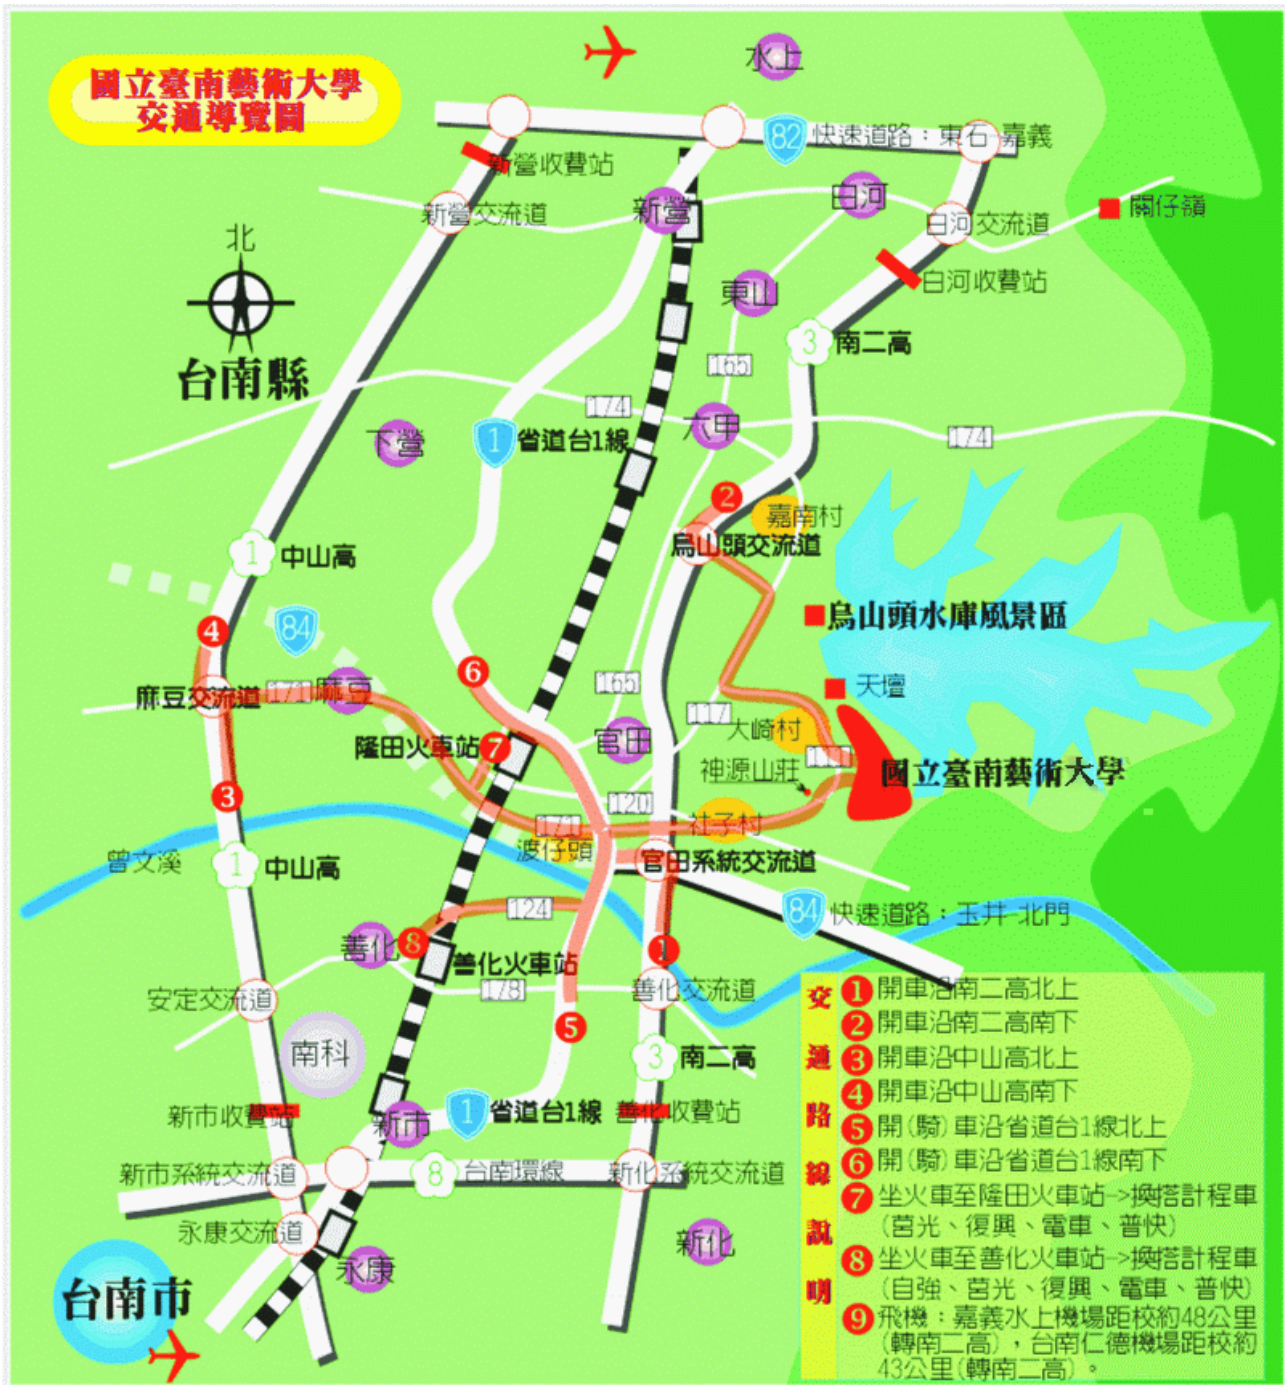 國立臺南藝術大學
交通導覽圖
水上
82
快速道路：東石-嘉義
新營收費站
新營交流道
新營
白河
白河交流道
關仔嶺
北
台南縣
東山
白河收費站
3
南二高
165
174
六甲
174
下營
1
省道台1線
2
嘉南村
烏山頭交流道
1
中山高
84
4
烏山頭水庫風景區
6
麻豆交流道
171
麻豆
165
天壇
117
大崎村
隆田火車站
7
官田
神源山莊
國立臺南藝術大學
3
120
171
社子村
渡仔頭
曾文溪
1
中山高
官田系統交流道
124
84
快速道路：玉井-北門
善化
8
善化火車站
1
178
善化交流道
安定交流道
5
南科
3
南二高
新市收費站
新市
1
省道台1線
善化收費站
新市系統交流道
8
台南環線
新化系統交流道
永康交流道
新化
永康
台南市
交通路線說明
1 開車沿南二高北上
2 開車沿南二高南下
3 開車沿中山高北上
4 開車沿中山高南下
5 開(騎)車沿省道台1線北上
6 開(騎)車沿省道台1線南下
7 坐火車至隆田火車站->換搭計程車
(莒光、復興、電車、普快)
8 坐火車至善化火車站->換搭計程車
(自強、莒光、復興、電車、普快)
9 飛機：嘉義水上機場距校約48公里
(轉南二高)，台南仁德機場距校約
43公里(轉南二高)。